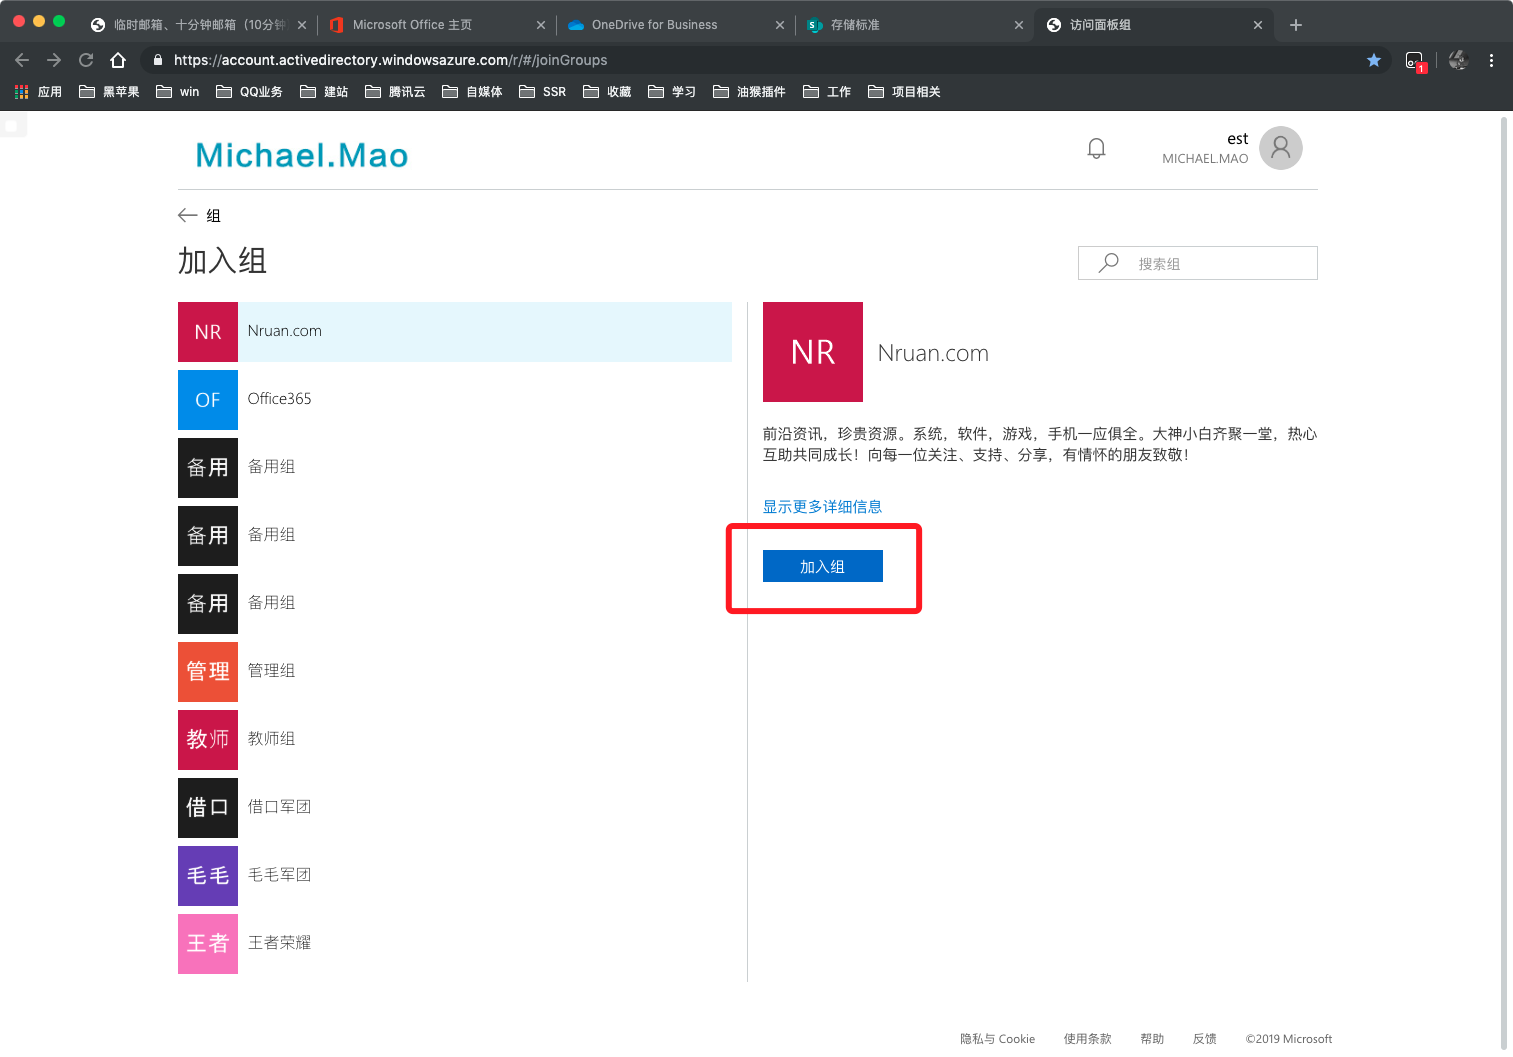 临时邮箱、十分钟邮箱（10分钟
Microsoft Office 主页
OneDrive for Business
存储标准
访问面板组
https://account.activedirectory.windowsazure.com/r/#/joinGroups
1
应用
黑苹果
win
QQ业务
建站
腾讯云
自媒体
SSR
收藏
学习
油猴插件
工作
项目相关
Michael.Mao
est
MICHAEL.MAO
组
加入组
搜索组
NR
Nruan.com
OF
Office365
备用
备用组
备用
备用组
备用
备用组
管理
管理组
教师
教师组
借口
借口军团
毛毛
毛毛军团
王者
王者荣耀
NR
Nruan.com
前沿资讯，珍贵资源。系统，软件，游戏，手机一应俱全。大神小白齐聚一堂，热心
互助共同成长！向每一位关注、支持、分享，有情怀的朋友致敬！
显示更多详细信息
加入组
隐私与 Cookie
使用条款
帮助
反馈
©2019 Microsoft